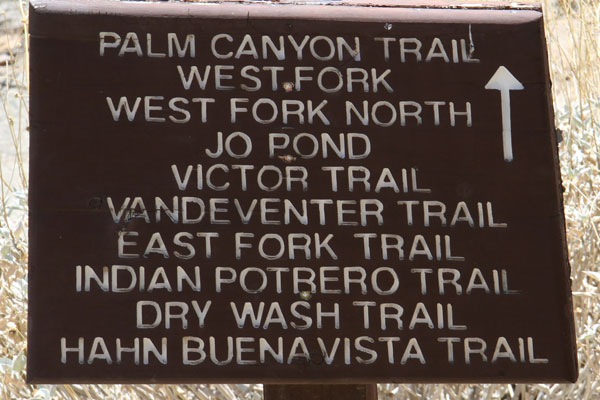 PALM CANYON TRAIL
WEST FORK
WEST FORK NORTH
JO POND
VICTOR TRAIL
VANDEVENTER TRAIL
EAST FORK TRAIL
INDIAN POTRERO TRAIL
DRY WASH TRAIL
HAHN BUENAVISTA TRAIL